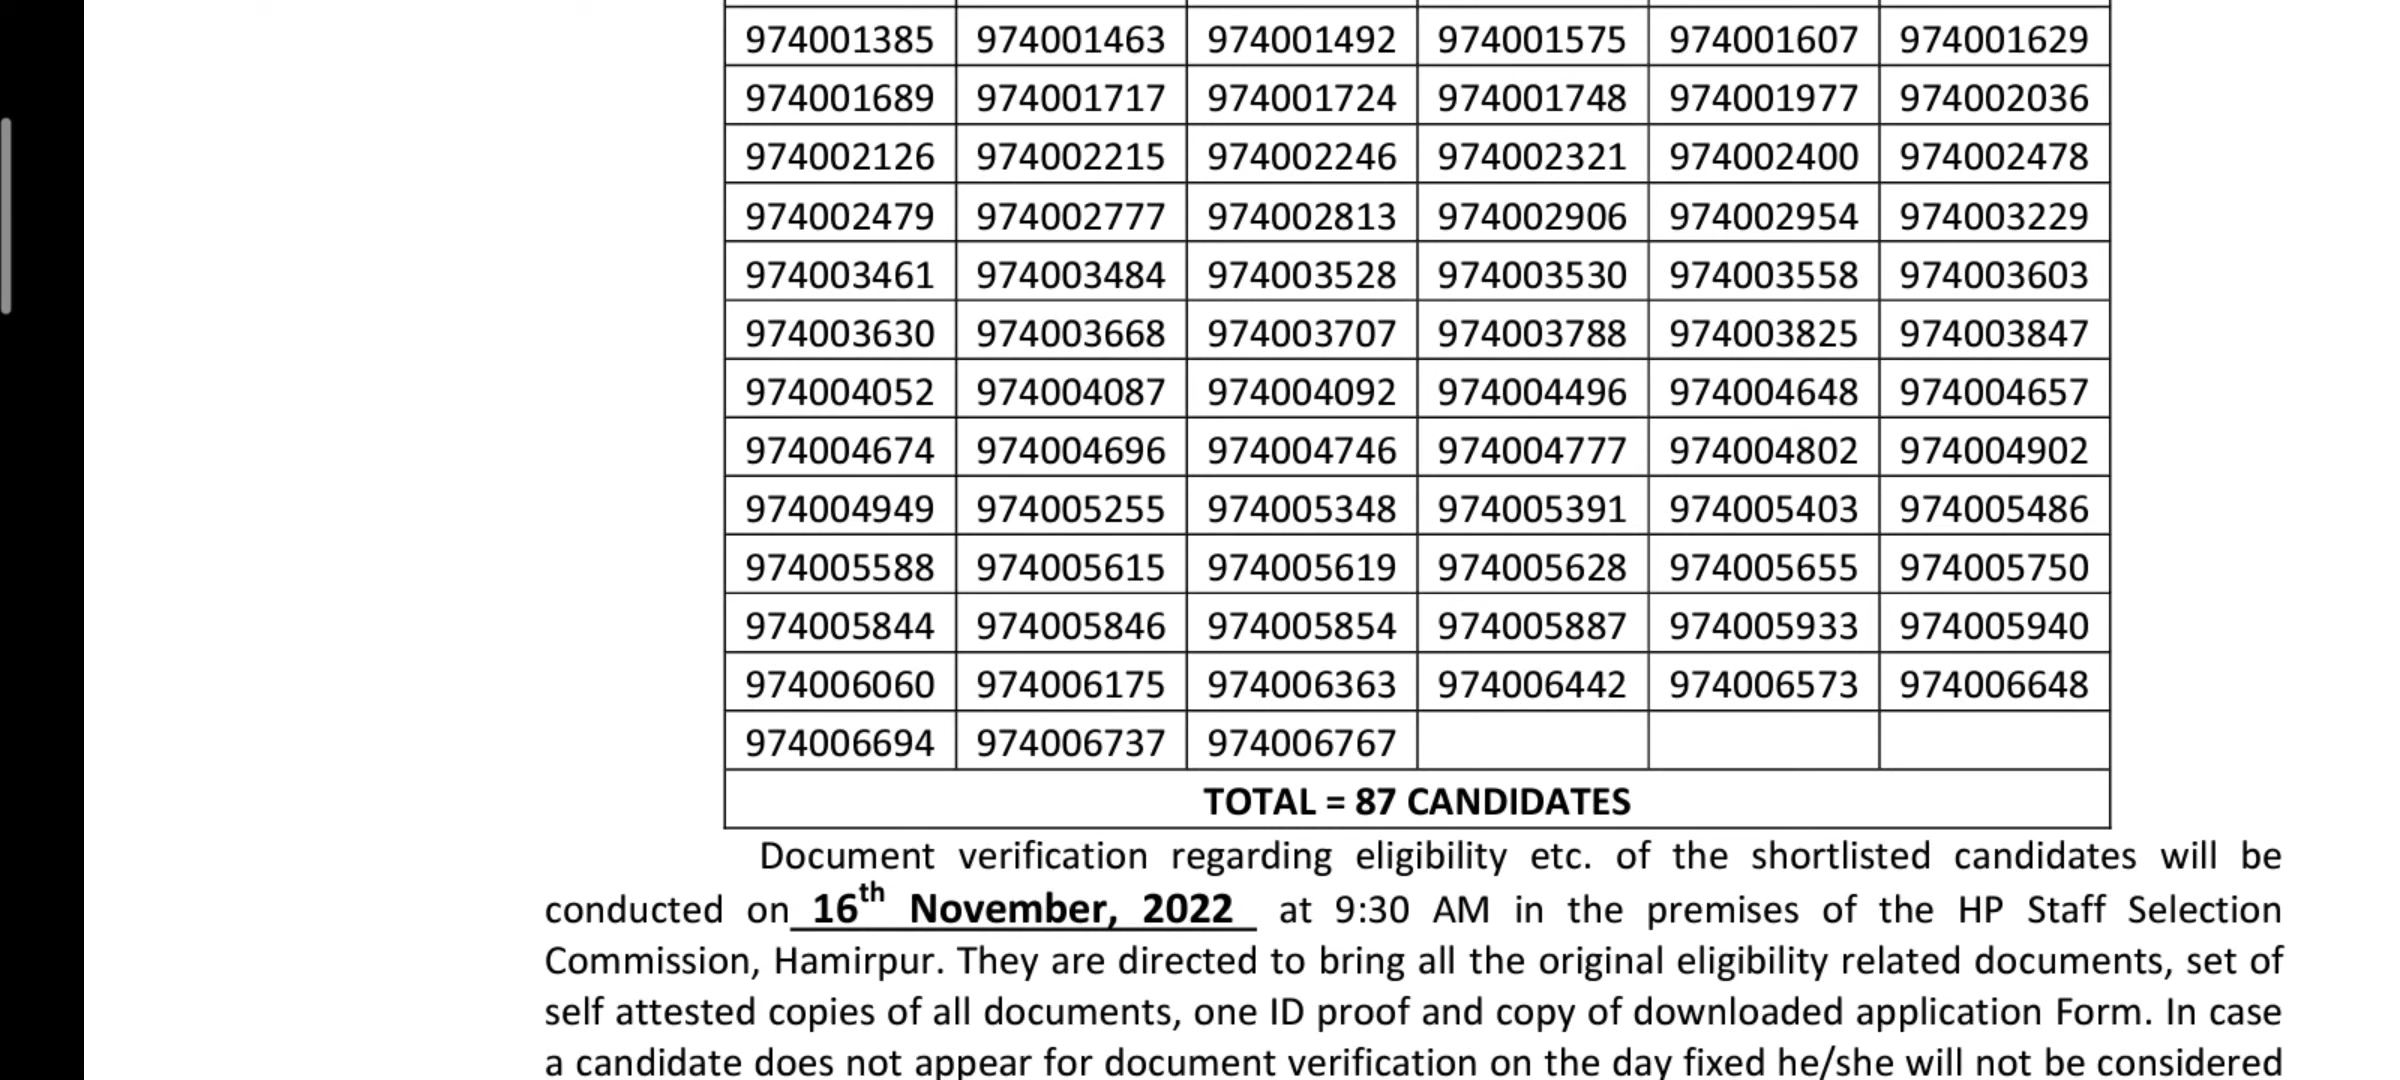 974001385 974001463 974001492 974001575 974001607 974001629
974001689 974001717 974001724 974001748 974001977 974002036
974002126 974002215 974002246 974002321 974002400 974002478
974002479 974002777 974002813 974002906 974002954 974003229
974003461 974003484 974003528 974003530 974003558 974003603
974003630 974003668 974003707 974003788 974003825 974003847
974004052 974004087 974004092 974004496 974004648 974004657
974004674 974004696 974004746 974004777 974004802 974004902
974004949 974005255 974005348 974005391 974005403 974005486
974005588 974005615 974005619 974005628 974005655 974005750
974005844 974005846 974005854 974005887 974005933 974005940
974006060 974006175 974006363 974006442 974006573 974006648
974006694 974006737 974006767
TOTAL = 87 CANDIDATES
Document verification regarding eligibility etc. of the shortlisted candidates will be
conducted on 16th November, 2022 at 9:30 AM in the premises of the HP Staff Selection
Commission, Hamirpur. They are directed to bring all the original eligibility related documents, set of
self attested copies of all documents, one ID proof and copy of downloaded application Form. In case
a candidate does not appear for document verification on the day fixed he/she will not be considered